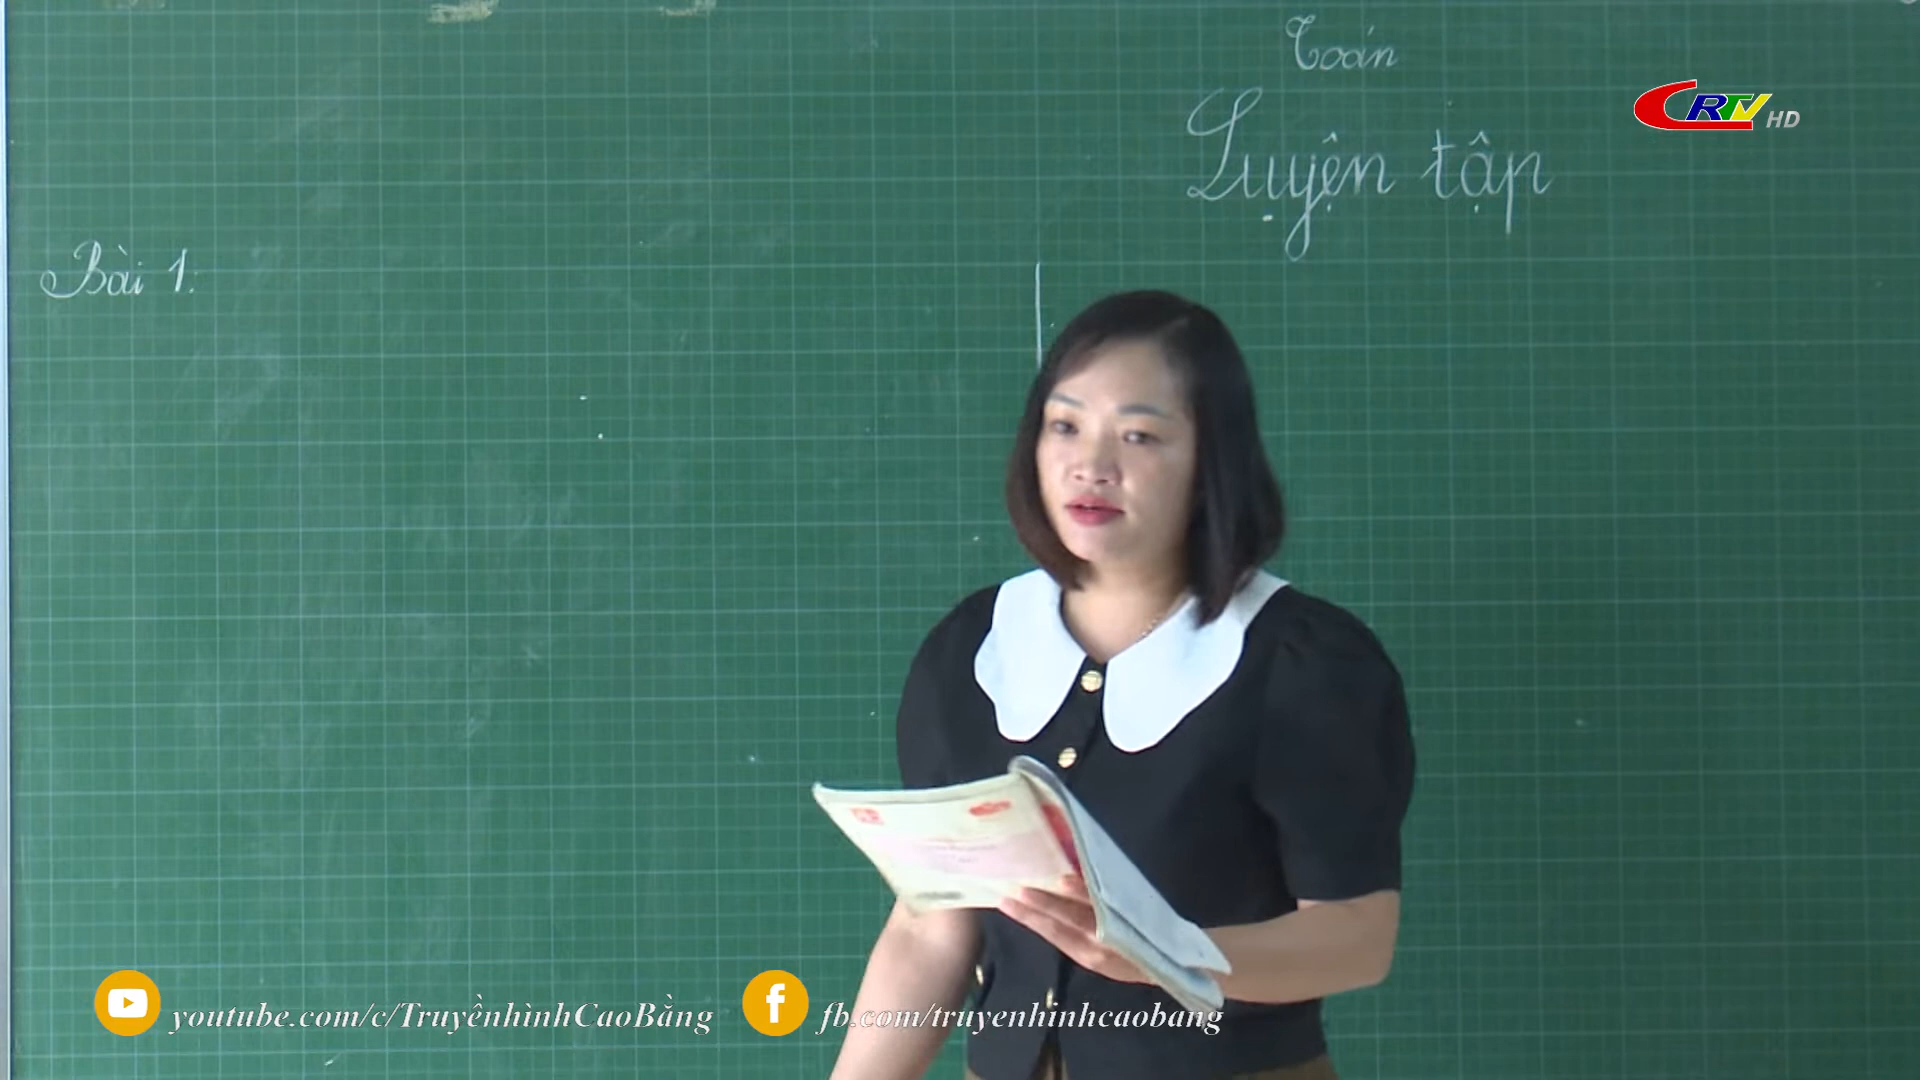 Toán
CRTV HD
Luyện tập
Bài 1:
youtube.com/c/TruyềnhìnhCaoBằng
fb.com/truyenhinhcaobang